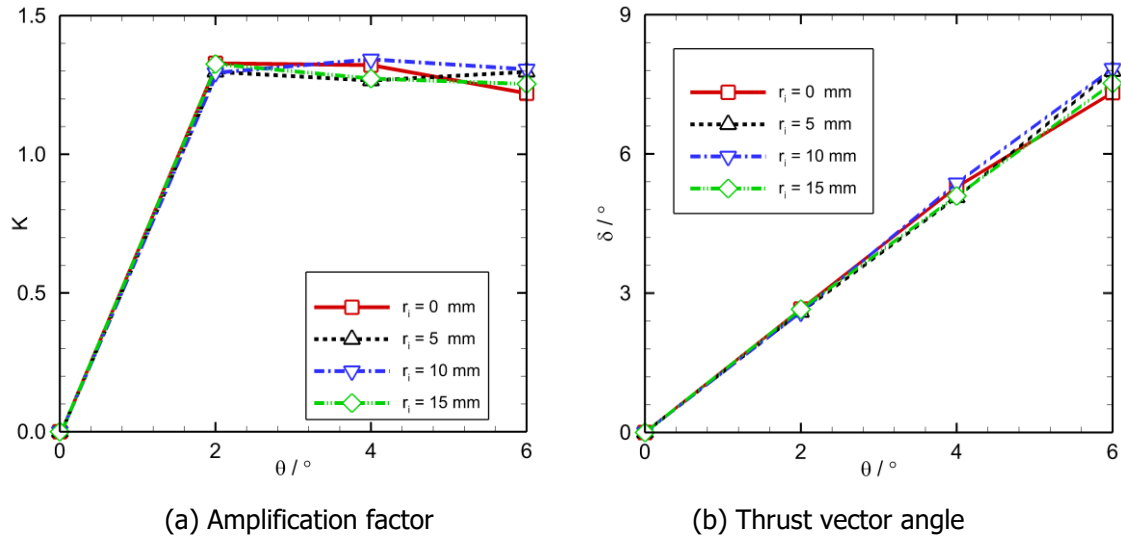 1.5
1.0
0.5
0.0
K
0 2 4 6
θ / °
r_i = 0 mm
r_i = 5 mm
r_i = 10 mm
r_i = 15 mm
(a) Amplification factor
9
6
3
0
δ / °
0 2 4 6
θ / °
r_i = 0 mm
r_i = 5 mm
r_i = 10 mm
r_i = 15 mm
(b) Thrust vector angle